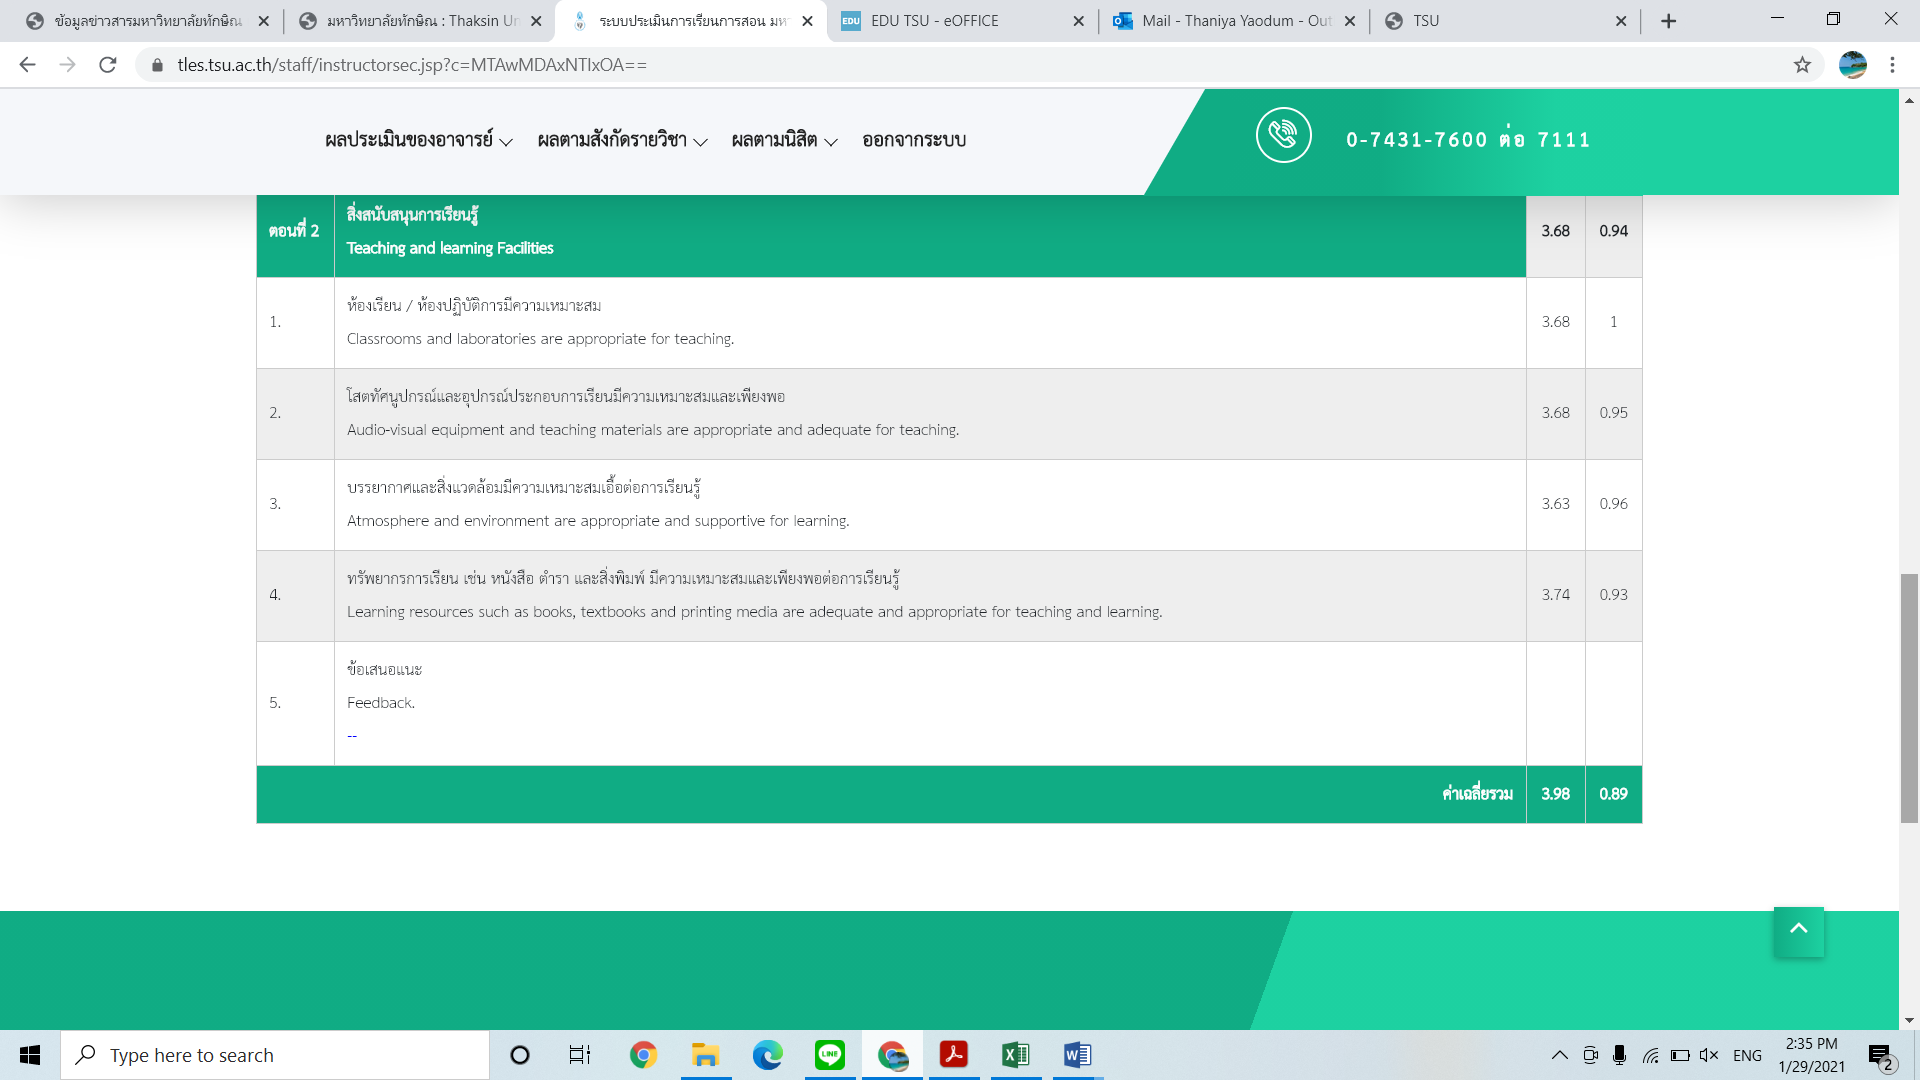 ข้อมูลข่าวสารมหาวิทยาลัยทักษิณ
มหาวิทยาลัยทักษิณ : Thaksin Un
ระบบประเมินการเรียนการสอน มห
EDU TSU - eOFFICE
Mail - Thaniya Yaodum - Out
TSU
tles.tsu.ac.th/staff/instructorsec.jsp?c=MTAwMDAxNTIxOA==
ผลประเมินของอาจารย์ ผลตามสังกัดรายวิชา ผลตามนิสิต ออกจากระบบ
0-7431-7600 ต่อ 7111
ตอนที่ 2
สิ่งสนับสนุนการเรียนรู้
Teaching and learning Facilities
3.68 0.94
1.
ห้องเรียน / ห้องปฏิบัติการมีความเหมาะสม
Classrooms and laboratories are appropriate for teaching.
3.68 1
2.
โสตทัศนูปกรณ์และอุปกรณ์ประกอบการเรียนมีความเหมาะสมและเพียงพอ
Audio-visual equipment and teaching materials are appropriate and adequate for teaching.
3.68 0.95
3.
บรรยากาศและสิ่งแวดล้อมมีความเหมาะสมเอื้อต่อการเรียนรู้
Atmosphere and environment are appropriate and supportive for learning.
3.63 0.96
4.
ทรัพยากรการเรียน เช่น หนังสือ ตำรา และสิ่งพิมพ์ มีความเหมาะสมและเพียงพอต่อการเรียนรู้
Learning resources such as books, textbooks and printing media are adequate and appropriate for teaching and learning.
3.74 0.93
5.
ข้อเสนอแนะ
Feedback.
--
ค่าเฉลี่ยรวม 3.98 0.89
Type here to search
ENG
2:35 PM
1/29/2021
2